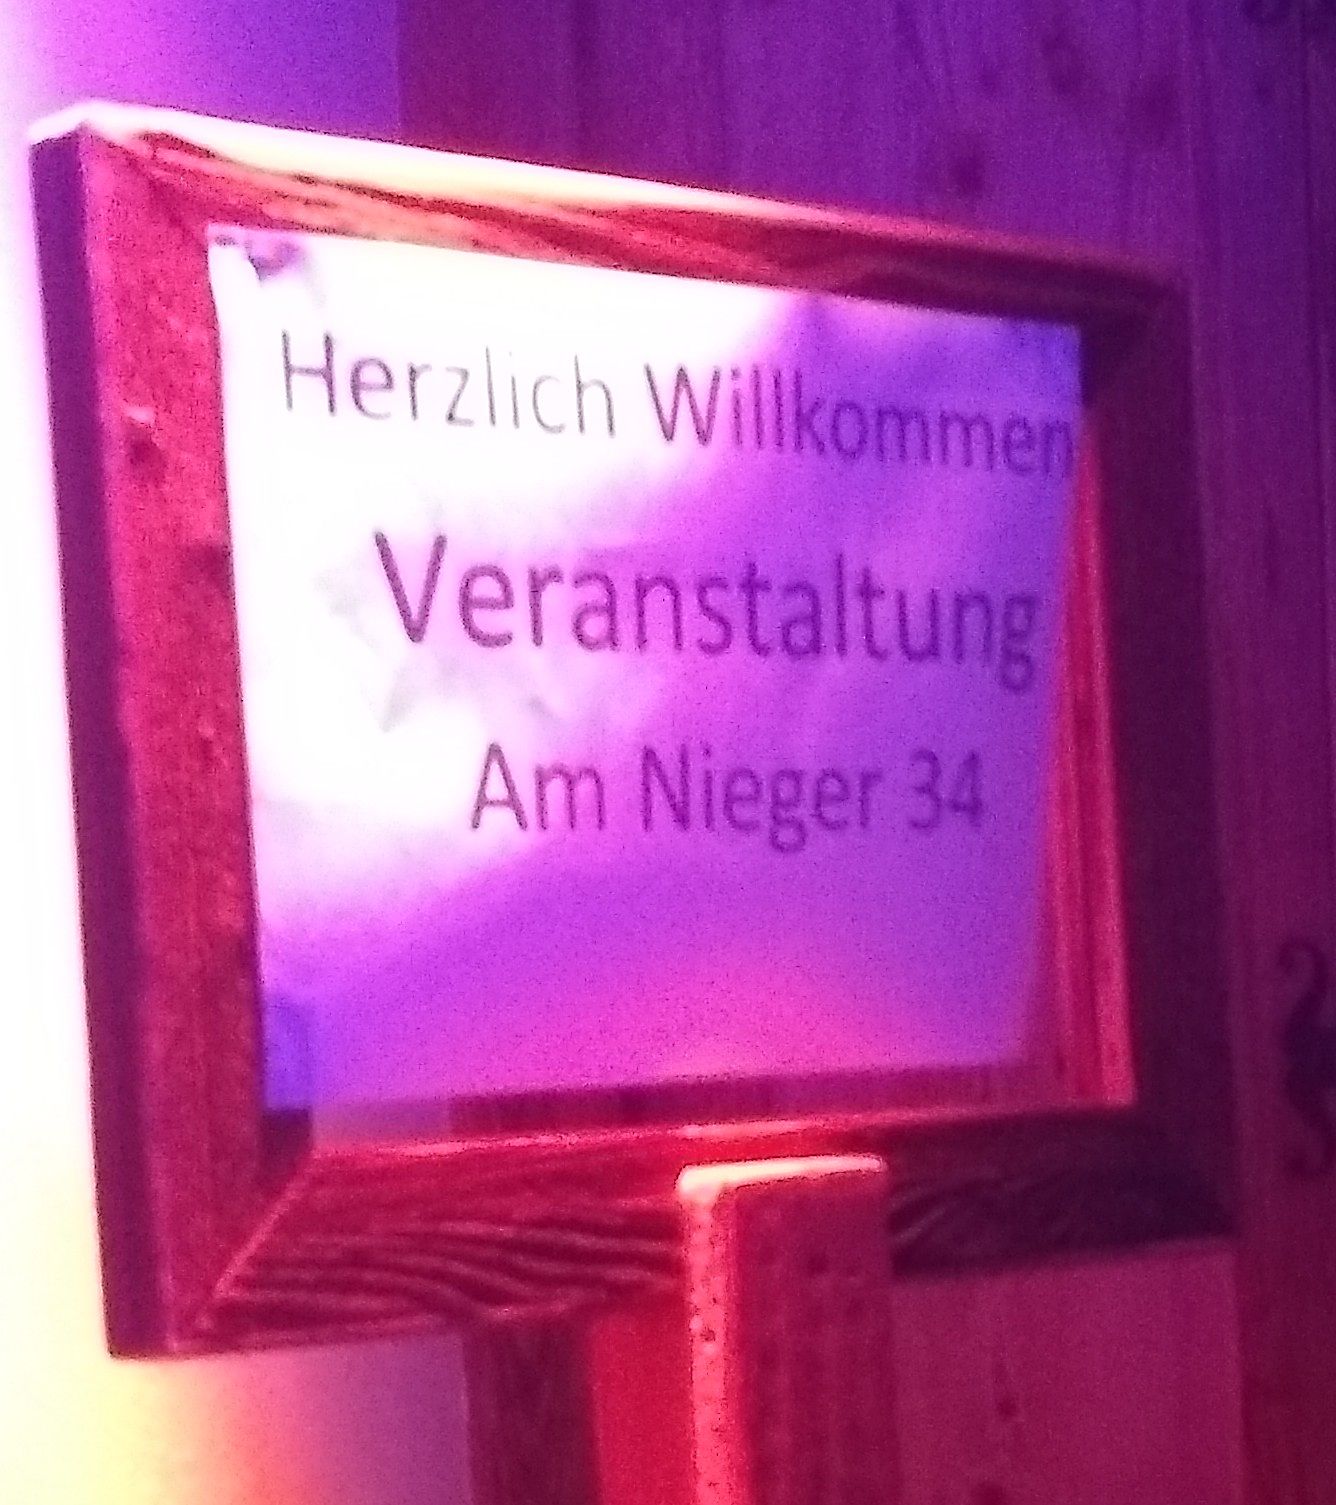 Herzlich Willkommen
Veranstaltung
Am Nieger 34